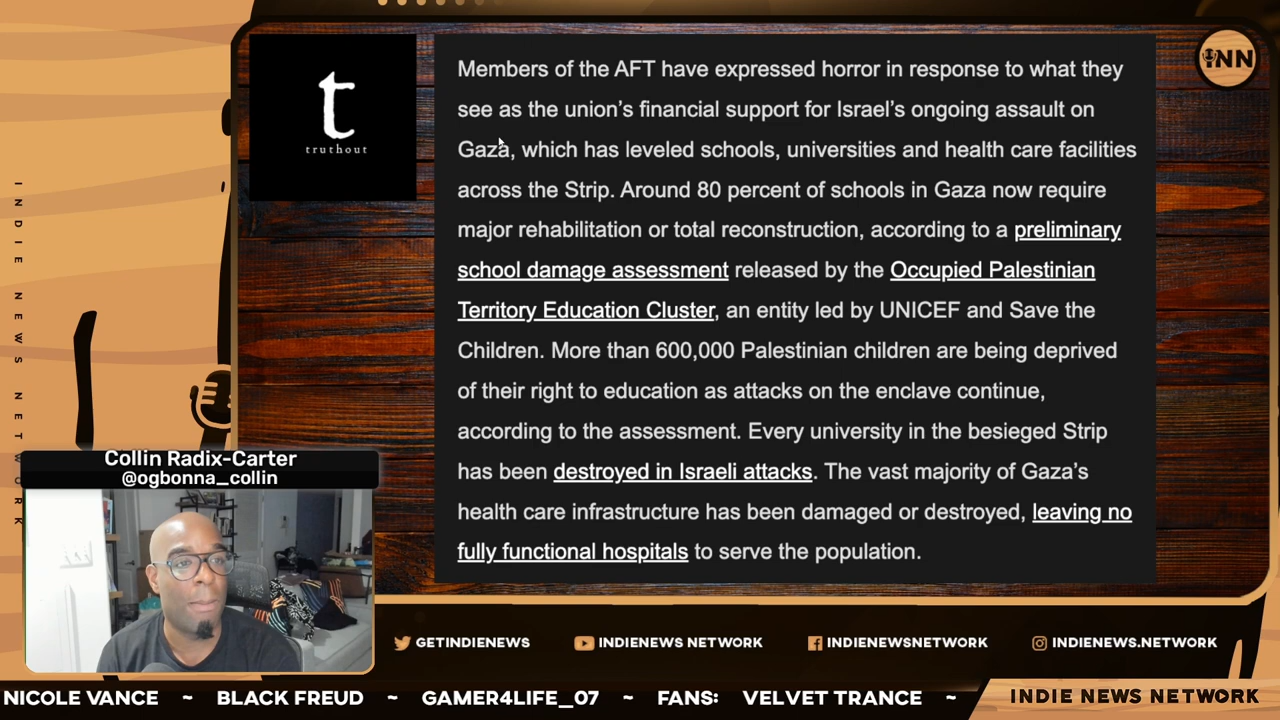 INN
t
truthout
Members of the AFT have expressed horror in response to what they
see as the union’s financial support for Israel’s ongoing assault on
Gaza, which has leveled schools, universities and health care facilities
across the Strip. Around 80 percent of schools in Gaza now require
major rehabilitation or total reconstruction, according to a preliminary
school damage assessment released by the Occupied Palestinian
Territory Education Cluster, an entity led by UNICEF and Save the
Children. More than 600,000 Palestinian children are being deprived
of their right to education as attacks on the enclave continue,
according to the assessment. Every university in the besieged Strip
has been destroyed in Israeli attacks. The vast majority of Gaza’s
health care infrastructure has been damaged or destroyed, leaving no
fully functional hospitals to serve the population.
INDIE NEWS NETWORK
Collin Radix-Carter
@ogbonna_collin
GETINDIENEWS
INDIENEWS NETWORK
INDIENEWSNETWORK
INDIENEWS.NETWORK
NICOLE VANCE ~ BLACK FREUD ~ GAMER4LIFE_07 ~ FANS: VELVET TRANCE ~
INDIE NEWS NETWORK